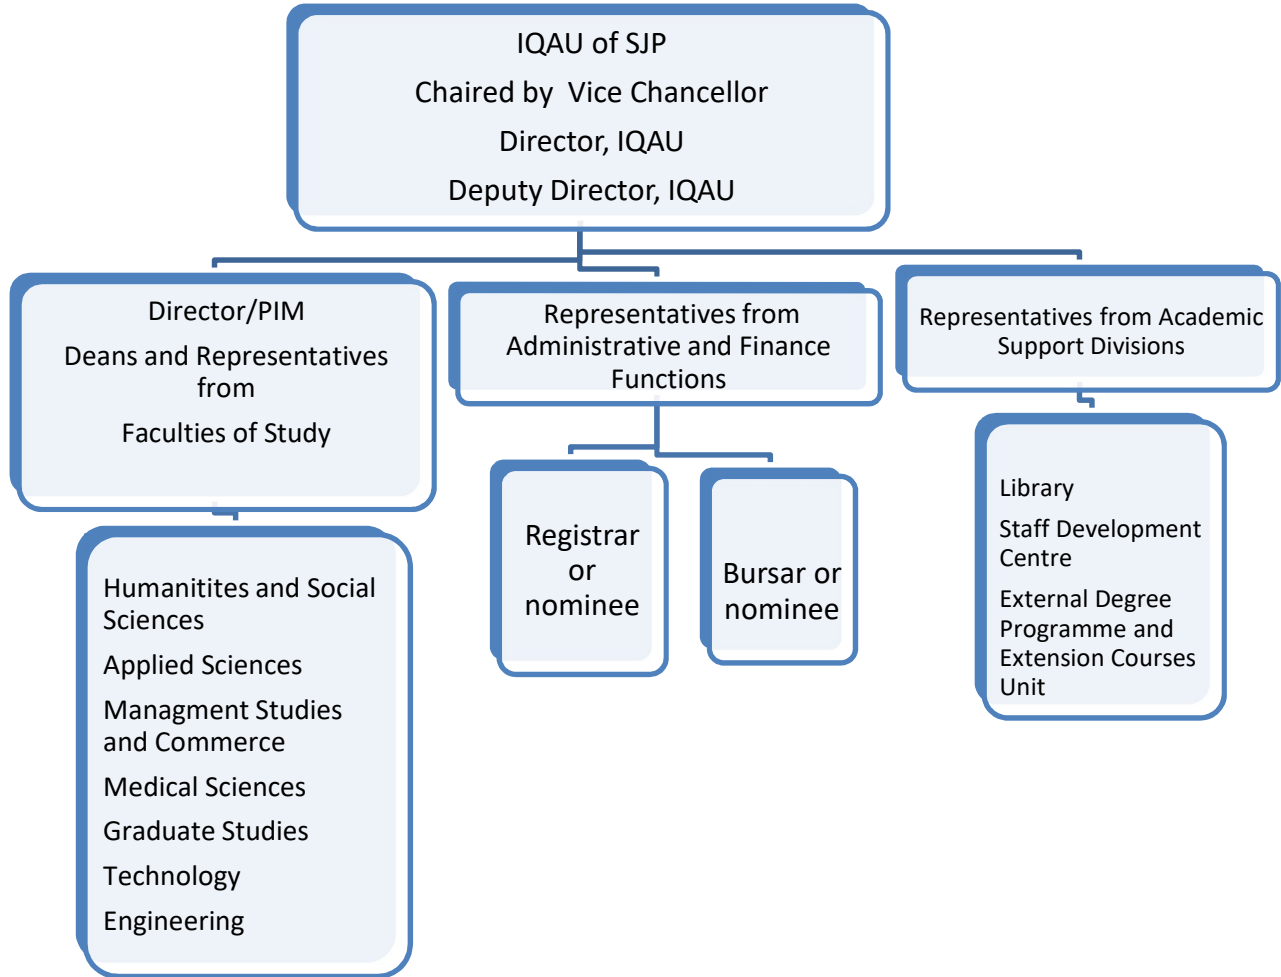 IQAU of SJP
Chaired by Vice Chancellor
Director, IQAU
Deputy Director, IQAU
Director/PIM
Deans and Representatives
from
Faculties of Study
Representatives from
Administrative and Finance
Functions
Representatives from Academic
Support Divisions
Humanitites and Social
Sciences
Applied Sciences
Managment Studies
and Commerce
Medical Sciences
Graduate Studies
Technology
Engineering
Registrar
or
nominee
Bursar or
nominee
Library
Staff Development
Centre
External Degree
Programme and
Extension Courses
Unit